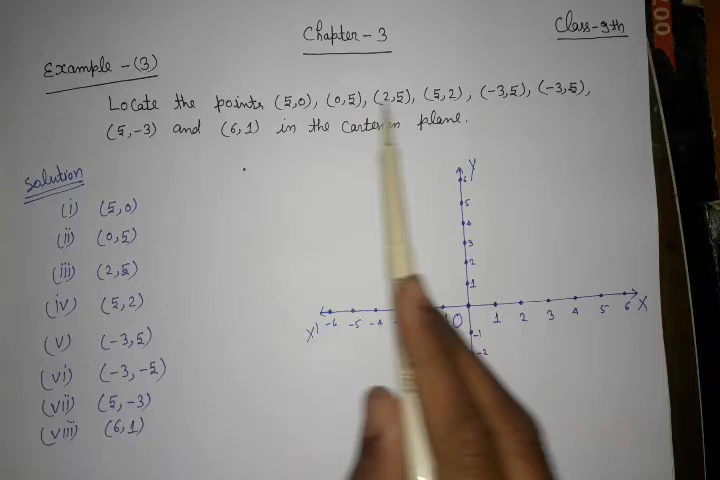 Chapter - 3
Class-9th
Example - (3)
Locate the points (5,0), (0,5), (2,5), (5,2), (-3,5), (-3,5),
(5,-3) and (6,1) in the cartesian plane.
Solution
(i) (5,0)
(ii) (0,5)
(iii) (2,5)
(iv) (5,2)
(v) (-3,5)
(vi) (-3,-5)
(vii) (5,-3)
(viii) (6,1)
Y
6
5
4
3
2
1
X' -6 -5 -4 O 1 2 3 4 5 6 X
-1
-2
007